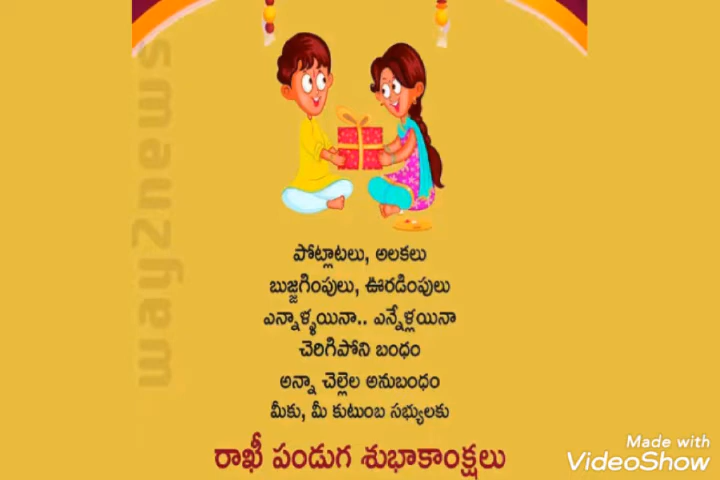 way2news
పోట్లాటలు, అలకలు
బుజ్జగింపులు, ఊరడింపులు
ఎన్నాళ్ళయినా.. ఎన్నేళ్లయినా
చెరిగిపోని బంధం
అన్నా చెల్లెల అనుబంధం
మీకు, మీ కుటుంబ సభ్యులకు
రాఖీ పండుగ శుభాకాంక్షలు
Made with
VideoShow